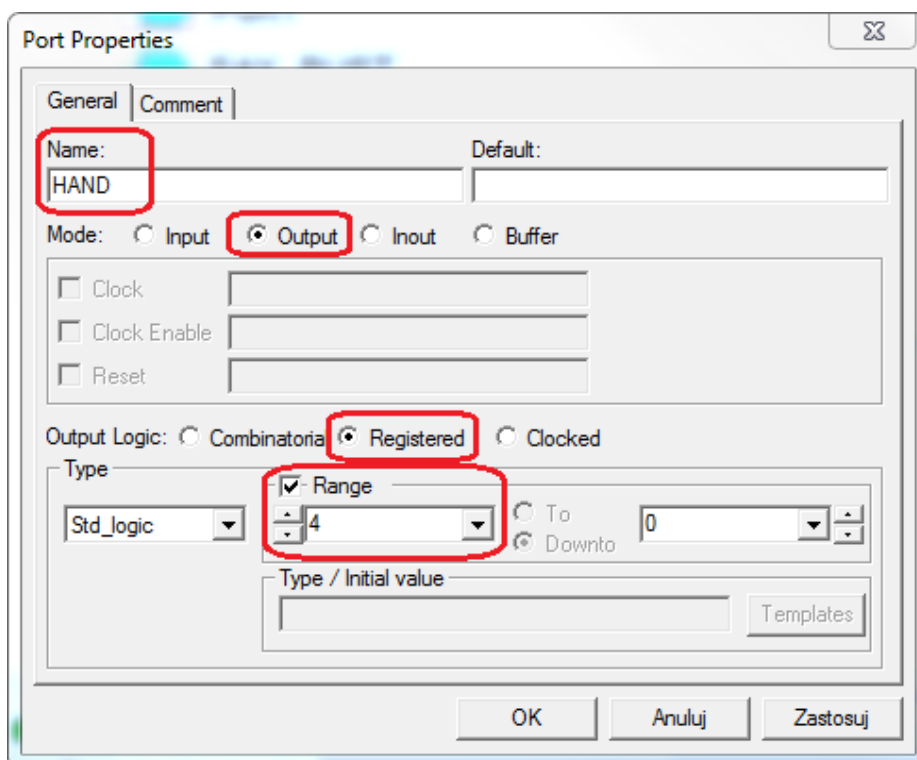 Port Properties
General Comment
Name: Default:
HAND
Mode: Input Output Inout Buffer
Clock
Clock Enable
Reset
Output Logic: Combinatorial Registered Clocked
Type
Range
Std_logic 4 To 0
Downto
Type / Initial value
Templates
OK Anuluj Zastosuj